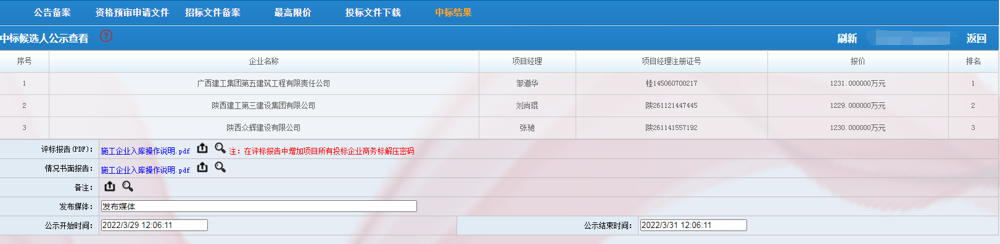 公告备案 资格预审申请文件 招标文件备案 最高限价 投标文件下载 中标结果
中标候选人公示查看 ? 刷新 返回
序号 企业名称 项目经理 项目经理注册证号 报价 排名
1 广西建工集团第五建筑工程有限责任公司 邹道华 桂145060700217 1231.000000万元 1
2 陕西建工第三建设集团有限公司 刘尚琨 陕261121447445 1229.000000万元 2
3 陕西众辉建设有限公司 张驰 陕261141557192 1230.000000万元 3
评标报告(PDF)： 施工企业入库操作说明.pdf 注：在评标报告中增加项目所有投标企业商务标解压密码
情况书面报告： 施工企业入库操作说明.pdf
备注：
发布媒体： 发布媒体
公示开始时间： 2022/3/29 12:06:11 公示结束时间： 2022/3/31 12:06:11